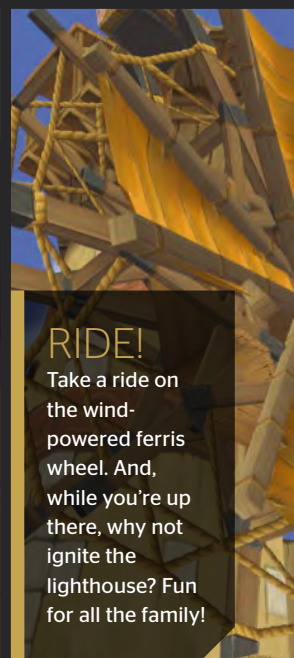 RIDE!
Take a ride on
the wind-
powered ferris
wheel. And,
while you’re up
there, why not
ignite the
lighthouse? Fun
for all the family!